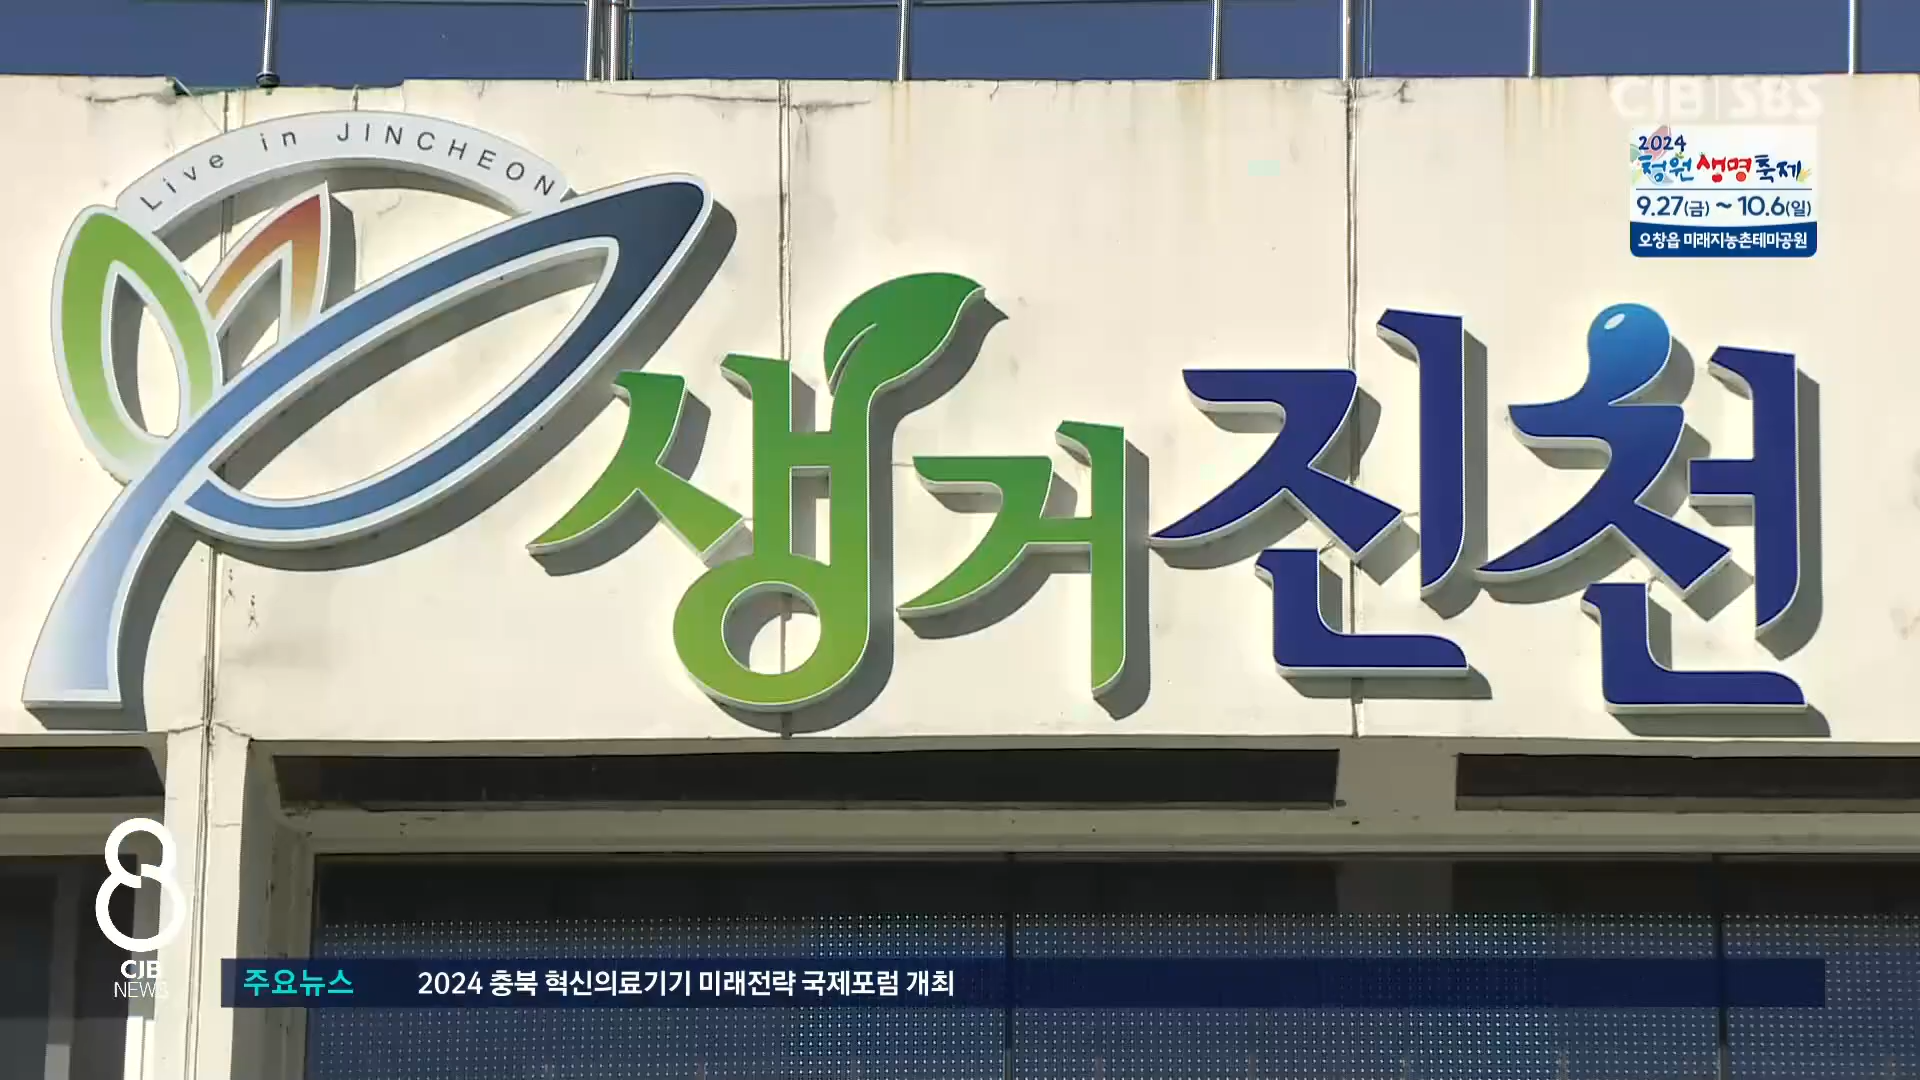 Live in JINCHEON
생거진천
CJB | SBS
2024
청원생명축제
9.27(금) ~ 10.6(일)
오창읍 미래지농촌테마공원
8
CJB
NEWS
주요뉴스 2024 충북 혁신의료기기 미래전략 국제포럼 개최